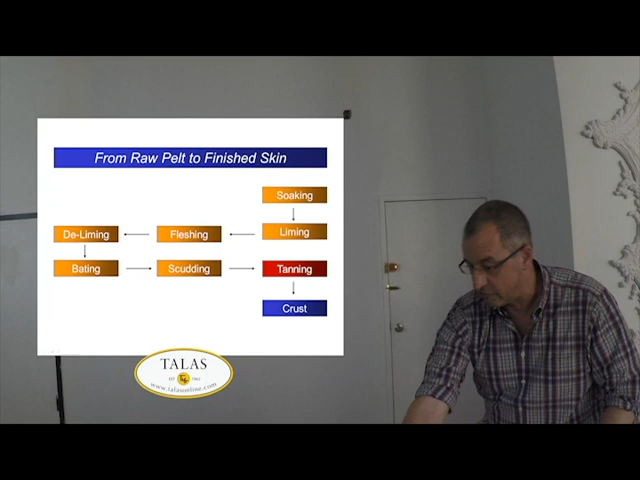 From Raw Pelt to Finished Skin
Soaking
De-Liming
Fleshing
Liming
Bating
Scudding
Tanning
Crust
TALAS
www.talasonline.com